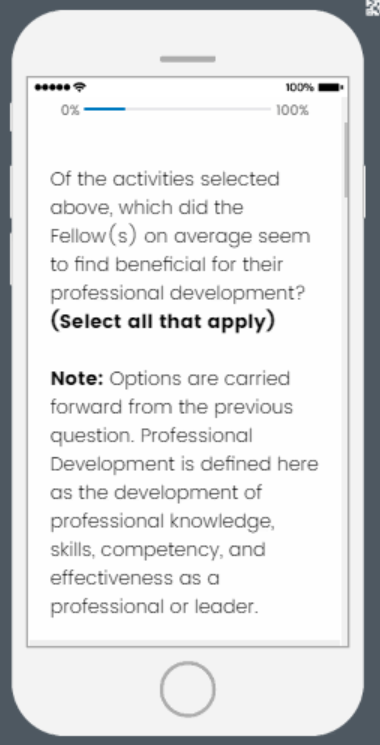 100%
0% 100%
Of the activities selected
above, which did the
Fellow(s) on average seem
to find beneficial for their
professional development?
(Select all that apply)
Note: Options are carried
forward from the previous
question. Professional
Development is defined here
as the development of
professional knowledge,
skills, competency, and
effectiveness as a
professional or leader.